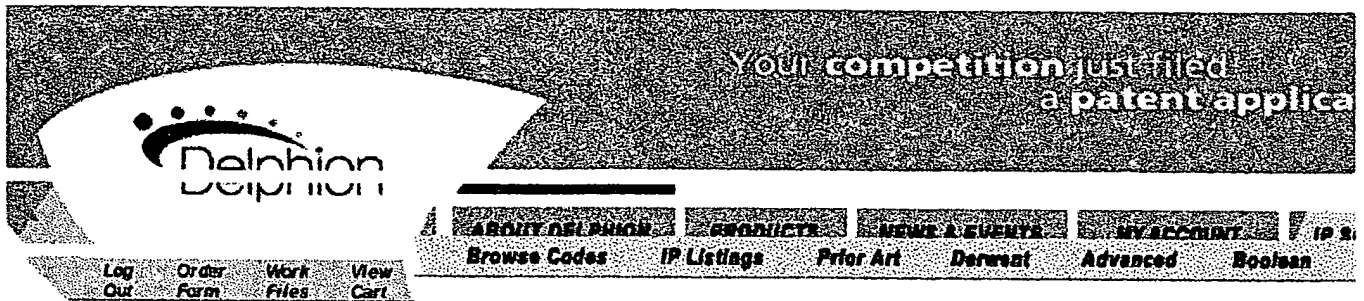 Your competition just filed
a patent applica
Delphion
ABOUT DELPHION PRODUCTS NEWS & EVENTS MY ACCOUNT IP S
Browse Codes IP Listings Prior Art Derwent Advanced Boolean
Log Out Order Form Work Files View Cart